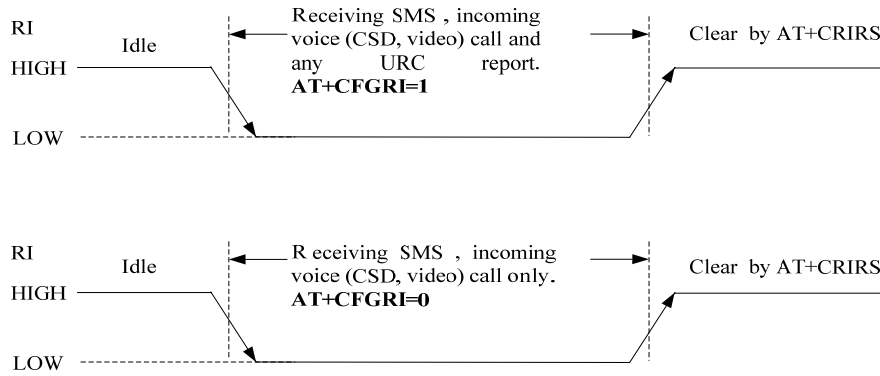 RI
Idle
HIGH
LOW
Receiving SMS , incoming
voice (CSD, video) call and
any URC report.
AT+CFGRI=1
Clear by AT+CRIRS
RI
Idle
HIGH
LOW
R eceiving SMS , incoming
voice (CSD, video) call only.
AT+CFGRI=0
Clear by AT+CRIRS